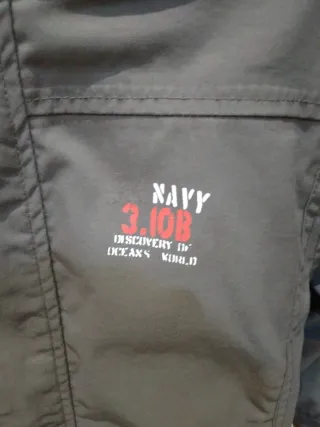 NAVY
3.10B
DISCOVERY OF
OCEANS WORLD